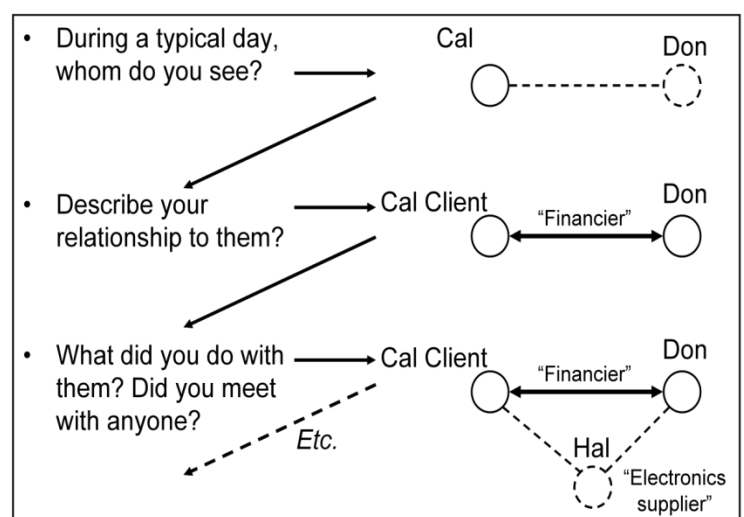 • During a typical day,
whom do you see?
Cal
Don
• Describe your
relationship to them?
Cal Client
“Financier”
Don
• What did you do with
them? Did you meet
with anyone?
Etc.
Cal Client
“Financier”
Don
Hal
“Electronics
supplier”